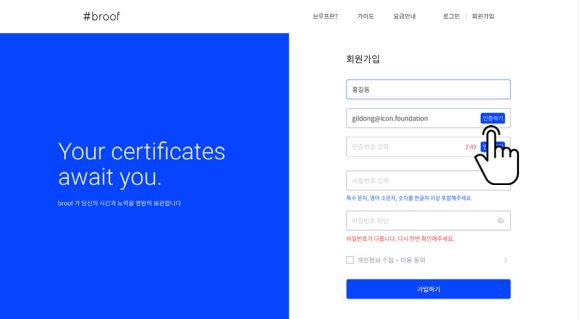 #broof
브루프란?
가이드
요금안내
로그인 | 회원가입
회원가입
홍길동
gildong@icon.foundation
인증하기
인증번호 입력
2:49
Your certificates
await you.
broof 가 당신의 시간과 노력을 영원히 보관합니다
비밀번호 입력
특수 문자, 영어 소문자, 숫자를 한글자 이상 포함해주세요.
비밀번호 확인
비밀번호가 다릅니다. 다시 한번 확인해주세요.
개인정보 수집 · 이용 동의
가입하기